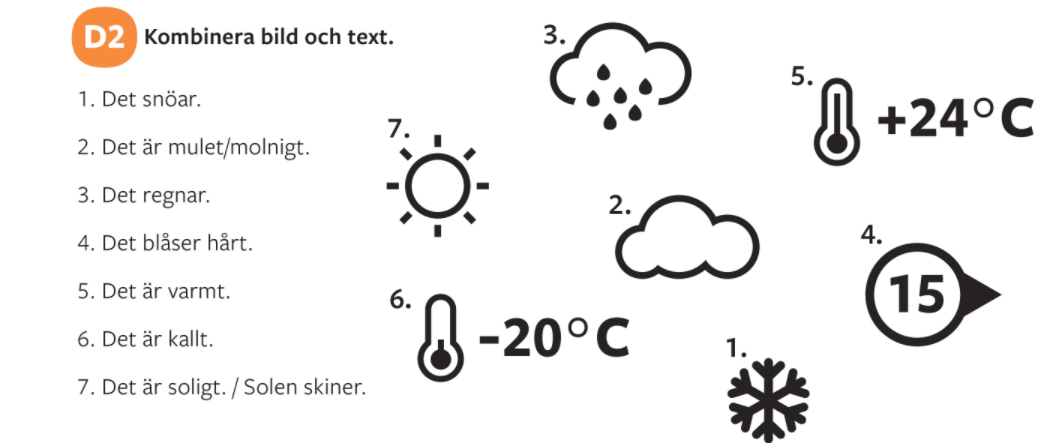 D2 Kombinera bild och text.
1. Det snöar.
2. Det är mulet/molnigt.
3. Det regnar.
4. Det blåser hårt.
5. Det är varmt.
6. Det är kallt.
7. Det är soligt. / Solen skiner.
3.
5.
+24°C
7.
2.
4.
15
6.
-20°C
1.